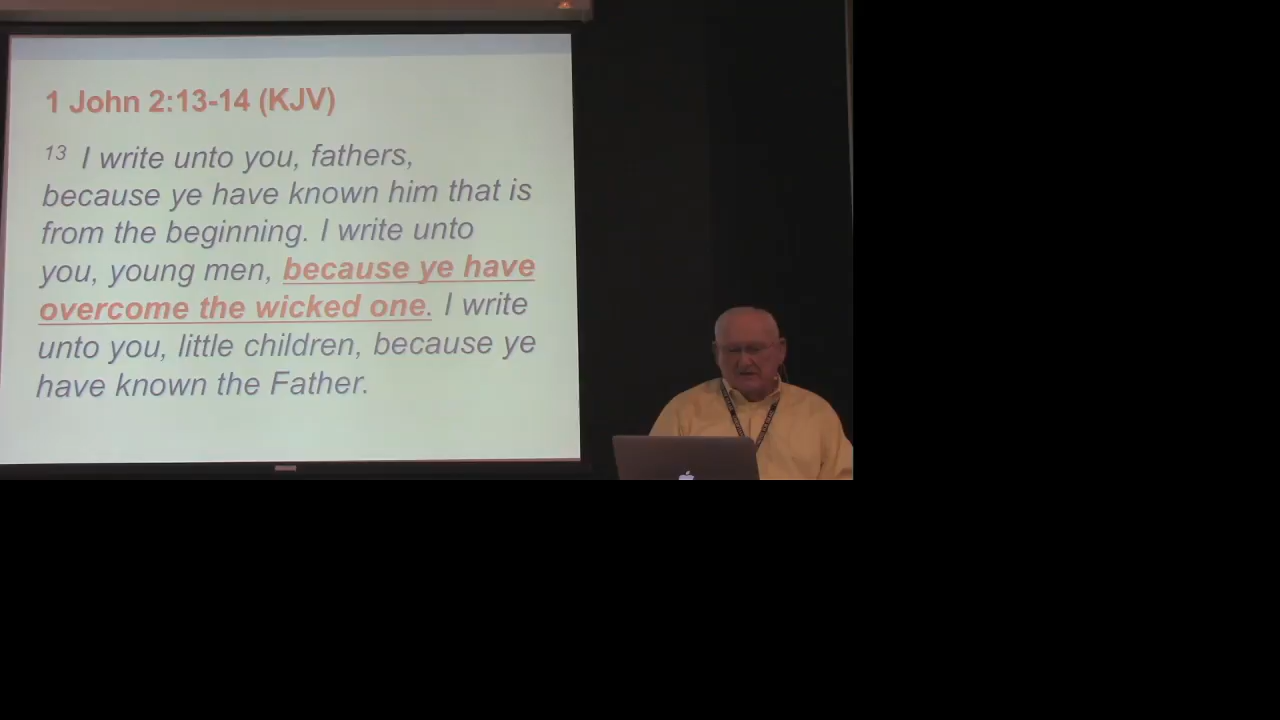 1 John 2:13-14 (KJV)
13 I write unto you, fathers,
because ye have known him that is
from the beginning. I write unto
you, young men, because ye have
overcome the wicked one. I write
unto you, little children, because ye
have known the Father.